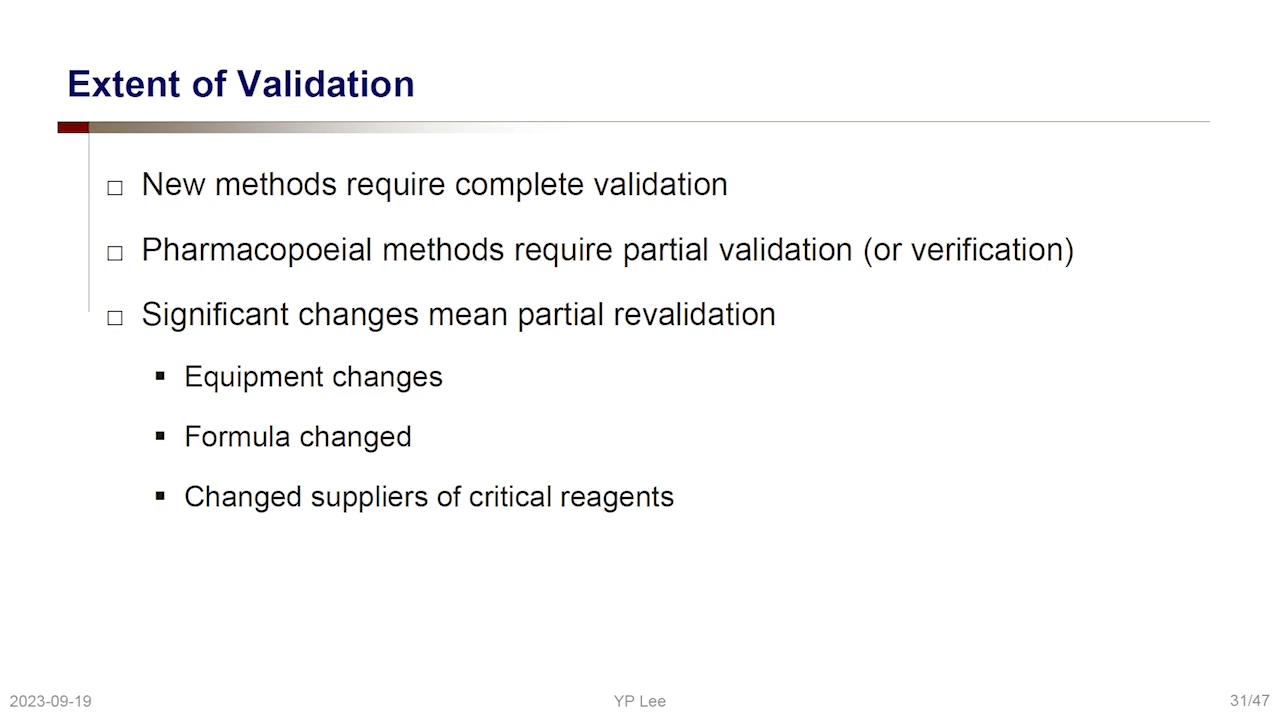 Extent of Validation
□ New methods require complete validation
□ Pharmacopoeial methods require partial validation (or verification)
□ Significant changes mean partial revalidation
▪ Equipment changes
▪ Formula changed
▪ Changed suppliers of critical reagents
2023-09-19 YP Lee 31/47